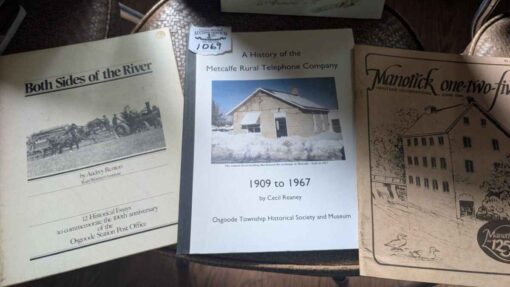 Both Sides of the River
by Audrey Benton
12 Historical Essays
to commemorate the 100th anniversary
of the
Osgoode Station Post Office
1069
A History of the
Metcalfe Rural Telephone Company
1909 to 1967
by Cecil Reaney
Osgoode Township Historical Society and Museum
Manotick one-two-fiv
Manotick
125